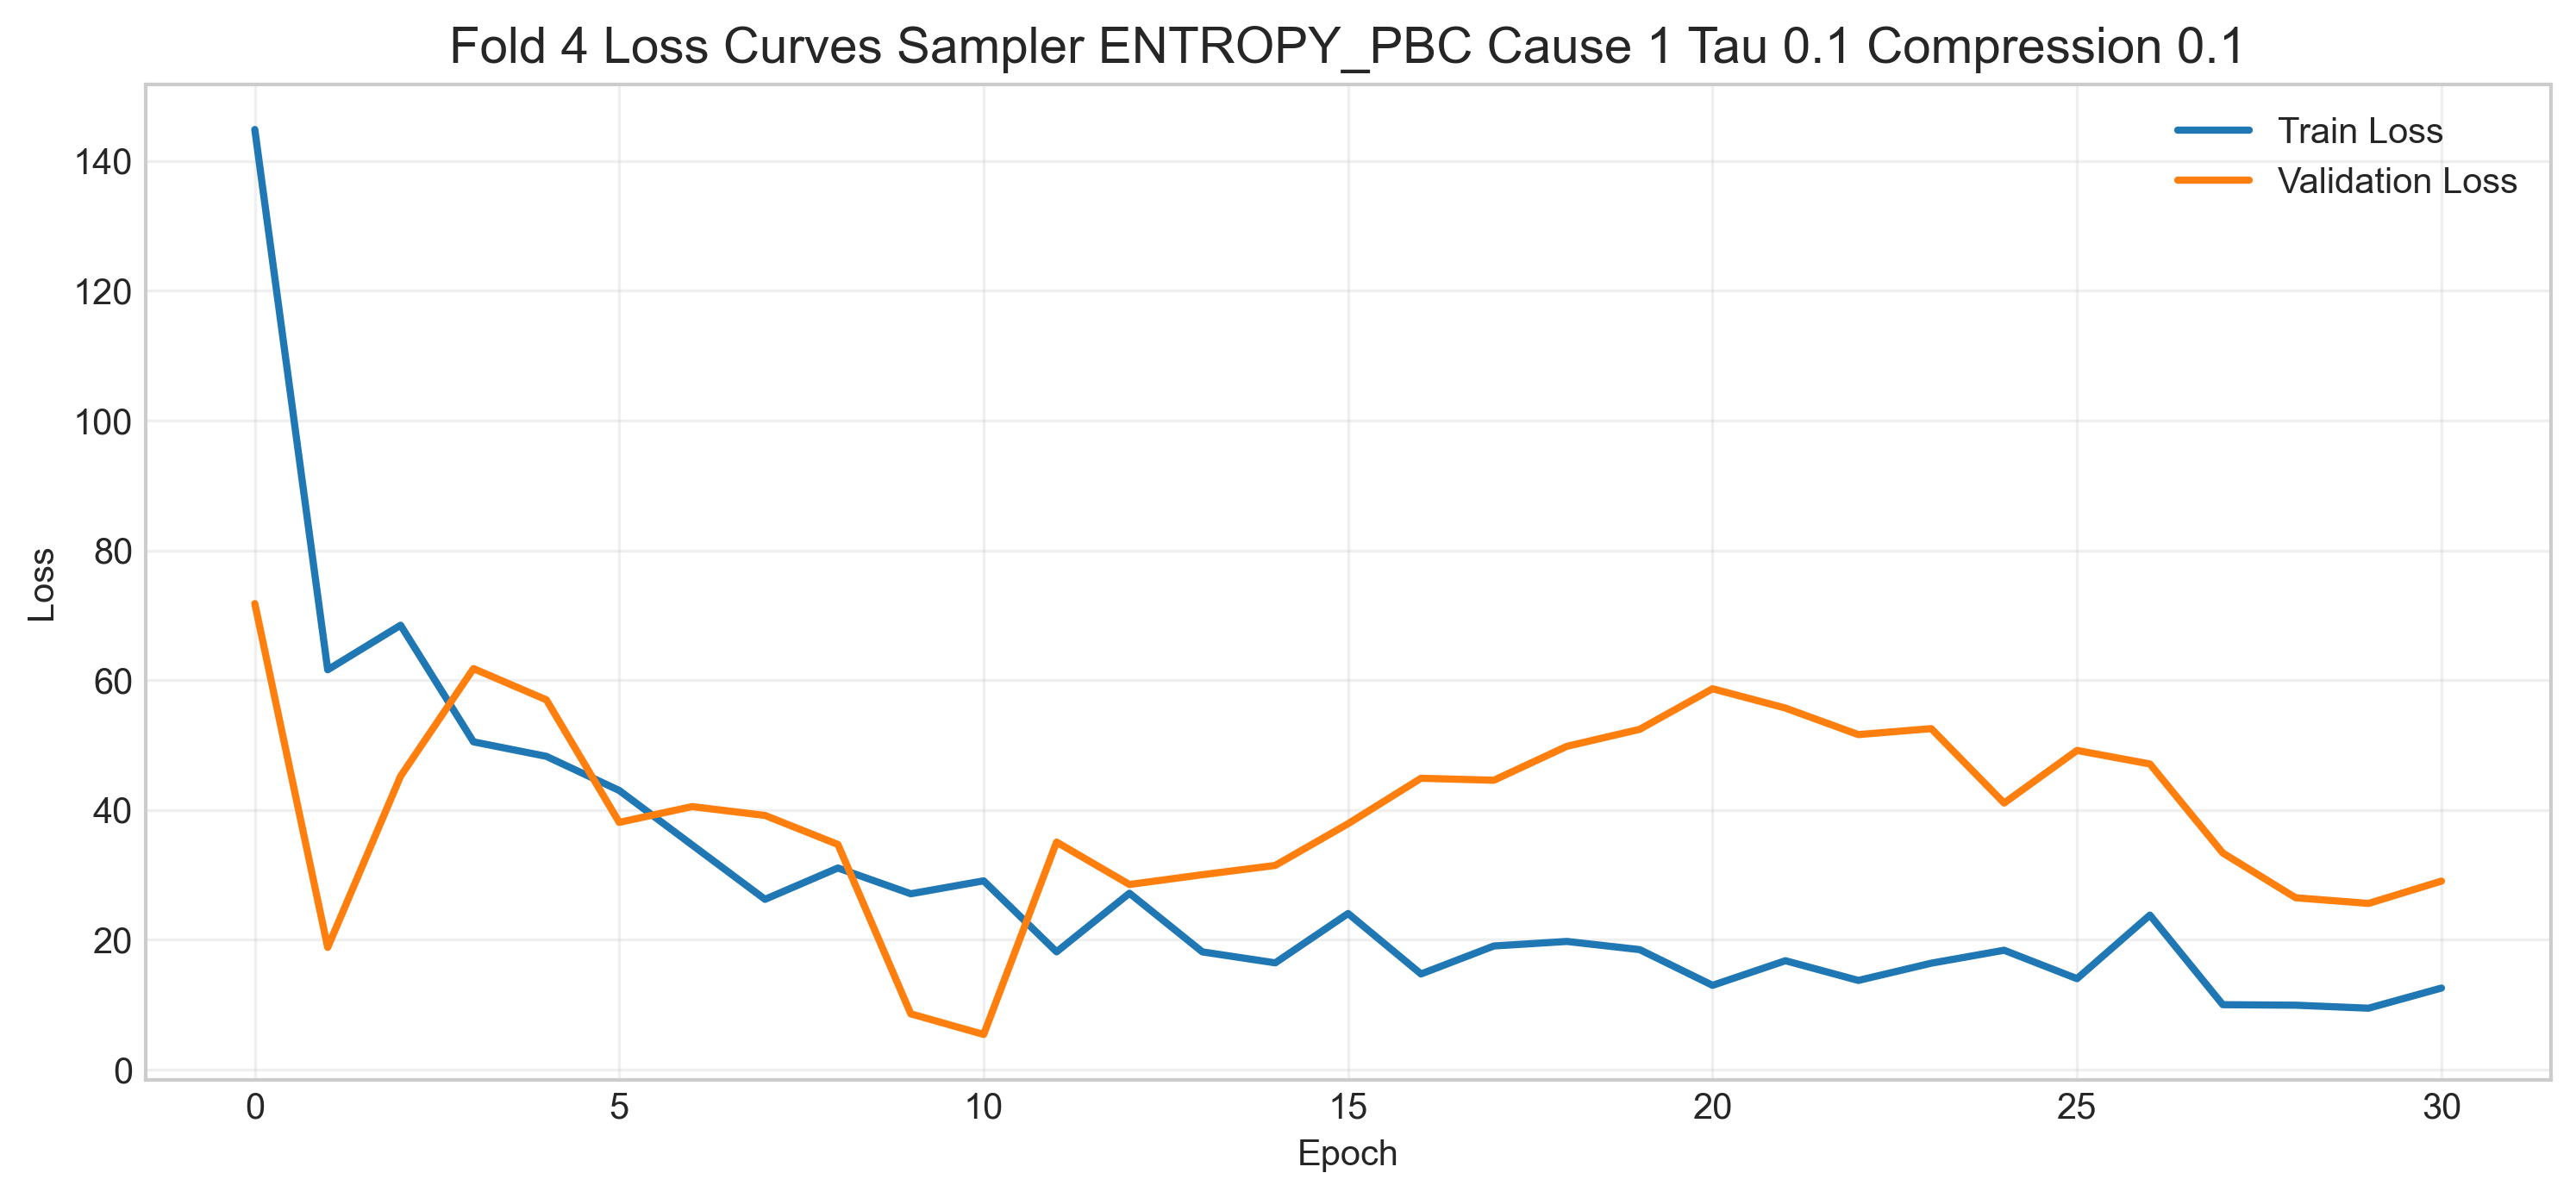 Fold 4 Loss Curves Sampler ENTROPY_PBC Cause 1 Tau 0.1 Compression 0.1
Train Loss
Validation Loss
Loss
140
120
100
80
60
40
20
0
0 5 10 15 20 25 30
Epoch